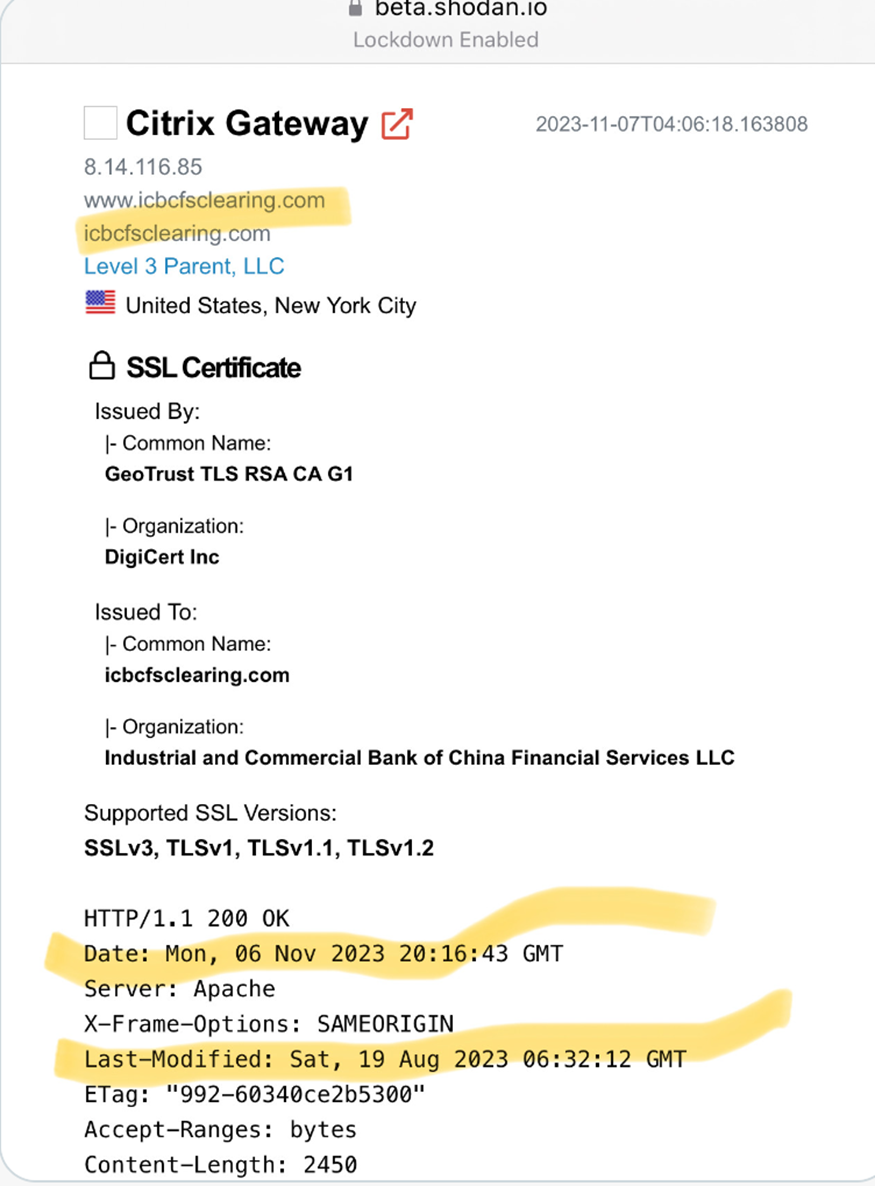 beta.shodan.io
Lockdown Enabled
Citrix Gateway
2023-11-07T04:06:18.163808
8.14.116.85
www.icbcfsclearing.com
icbcfsclearing.com
Level 3 Parent, LLC
United States, New York City
SSL Certificate
Issued By:
|- Common Name:
GeoTrust TLS RSA CA G1
|- Organization:
DigiCert Inc
Issued To:
|- Common Name:
icbcfsclearing.com
|- Organization:
Industrial and Commercial Bank of China Financial Services LLC
Supported SSL Versions:
SSLv3, TLSv1, TLSv1.1, TLSv1.2
HTTP/1.1 200 OK
Date: Mon, 06 Nov 2023 20:16:43 GMT
Server: Apache
X-Frame-Options: SAMEORIGIN
Last-Modified: Sat, 19 Aug 2023 06:32:12 GMT
ETag: "992-60340ce2b5300"
Accept-Ranges: bytes
Content-Length: 2450